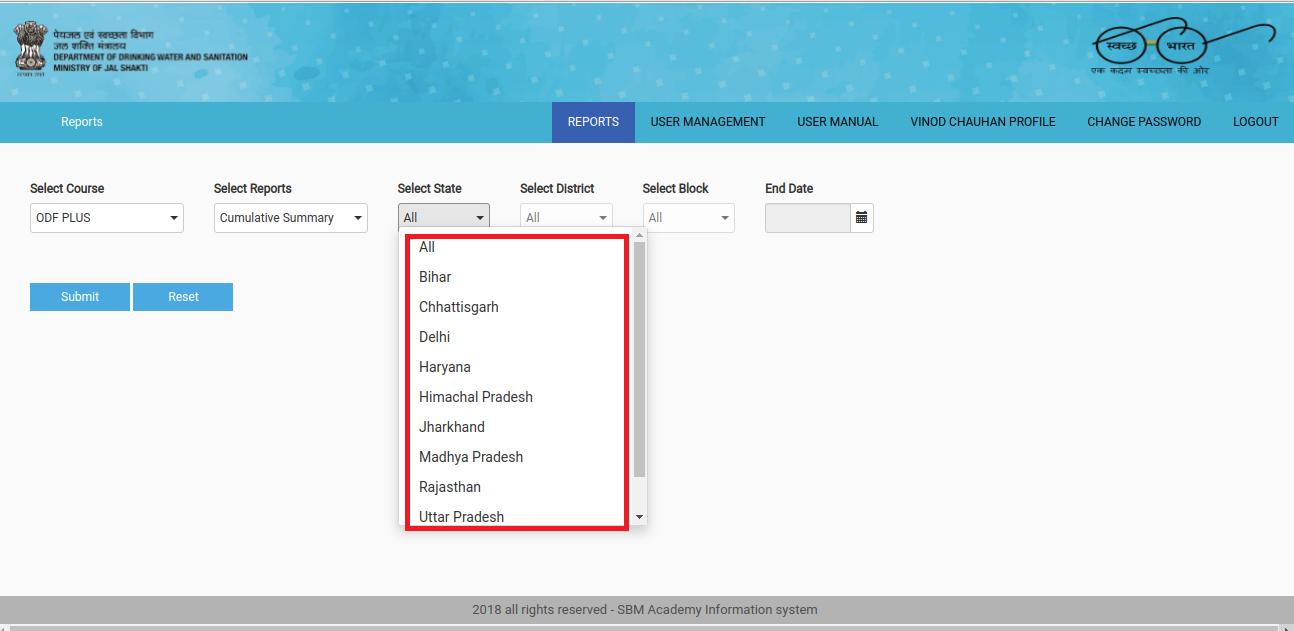 पेयजल एवं स्वच्छता विभाग
जल शक्ति मंत्रालय
DEPARTMENT OF DRINKING WATER AND SANITATION
MINISTRY OF JAL SHAKTI
स्वच्छ भारत
एक कदम स्वच्छता की ओर
Reports REPORTS USER MANAGEMENT USER MANUAL VINOD CHAUHAN PROFILE CHANGE PASSWORD LOGOUT
Select Course Select Reports Select State Select District Select Block End Date
ODF PLUS Cumulative Summary All All All
All
Bihar
Chhattisgarh
Delhi
Haryana
Himachal Pradesh
Jharkhand
Madhya Pradesh
Rajasthan
Uttar Pradesh
Submit Reset
2018 all rights reserved - SBM Academy Information system